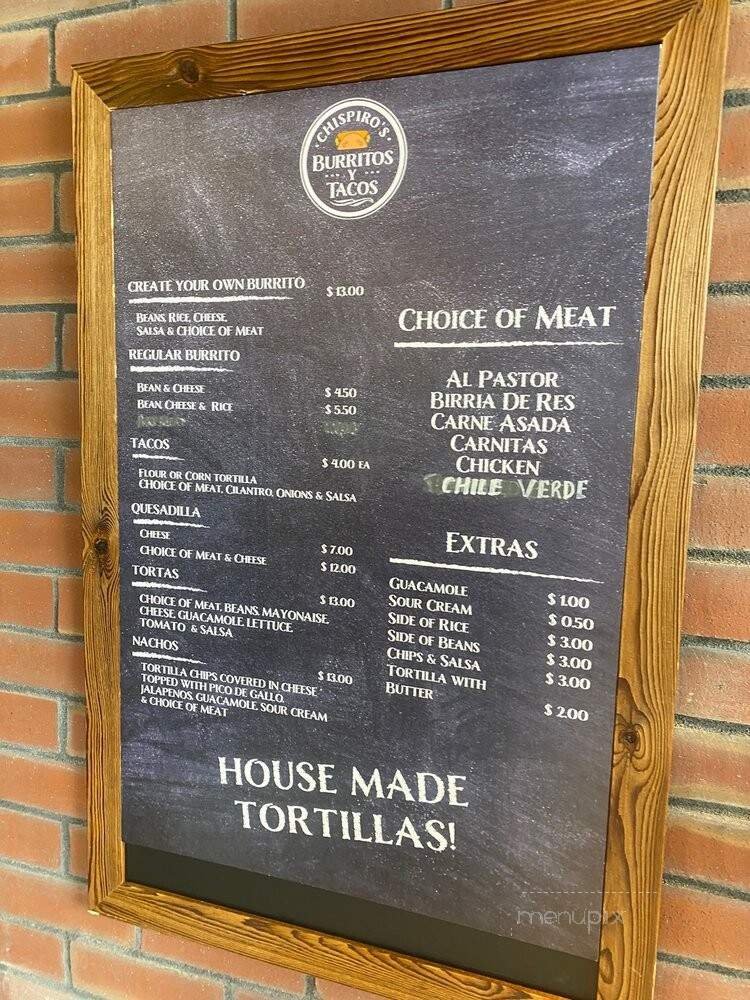 CHISPIRO'S
BURRITOS
Y
TACOS
CREATE YOUR OWN BURRITO $ 13.00
BEANS, RICE, CHEESE,
SALSA & CHOICE OF MEAT
REGULAR BURRITO
BEAN & CHEESE $ 4.50
BEAN, CHEESE & RICE $ 5.50
TACOS
$ 4.00 EA
FLOUR OR CORN TORTILLA
CHOICE OF MEAT, CILANTRO, ONIONS & SALSA
QUESADILLA
CHEESE $ 7.00
CHOICE OF MEAT & CHEESE $ 12.00
TORTAS
$ 13.00
CHOICE OF MEAT, BEANS, MAYONAISE,
CHEESE, GUACAMOLE, LETTUCE,
TOMATO & SALSA
NACHOS
$ 13.00
TORTILLA CHIPS COVERED IN CHEESE
TOPPED WITH PICO DE GALLO,
JALAPENOS, GUACAMOLE, SOUR CREAM
& CHOICE OF MEAT
CHOICE OF MEAT
AL PASTOR
BIRRIA DE RES
CARNE ASADA
CARNITAS
CHICKEN
CHILE VERDE
EXTRAS
GUACAMOLE $ 1.00
SOUR CREAM $ 0.50
SIDE OF RICE $ 3.00
SIDE OF BEANS $ 3.00
CHIPS & SALSA $ 3.00
TORTILLA WITH
BUTTER $ 2.00
HOUSE MADE
TORTILLAS!
menupix